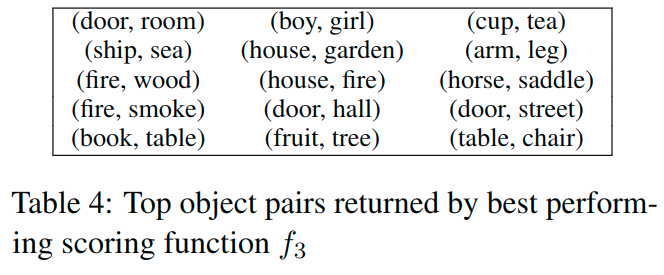 (door, room) (boy, girl) (cup, tea)
(ship, sea) (house, garden) (arm, leg)
(fire, wood) (house, fire) (horse, saddle)
(fire, smoke) (door, hall) (door, street)
(book, table) (fruit, tree) (table, chair)
Table 4: Top object pairs returned by best perform-
ing scoring function f3